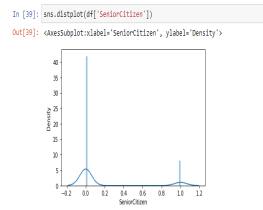 In [39]: sns.distplot(df['SeniorCitizen'])
Out[39]: <AxesSubplot:xlabel='SeniorCitizen', ylabel='Density'>
Density
40
35
30
25
20
15
10
5
0
-0.2 0.0 0.2 0.4 0.6 0.8 1.0 1.2
SeniorCitizen